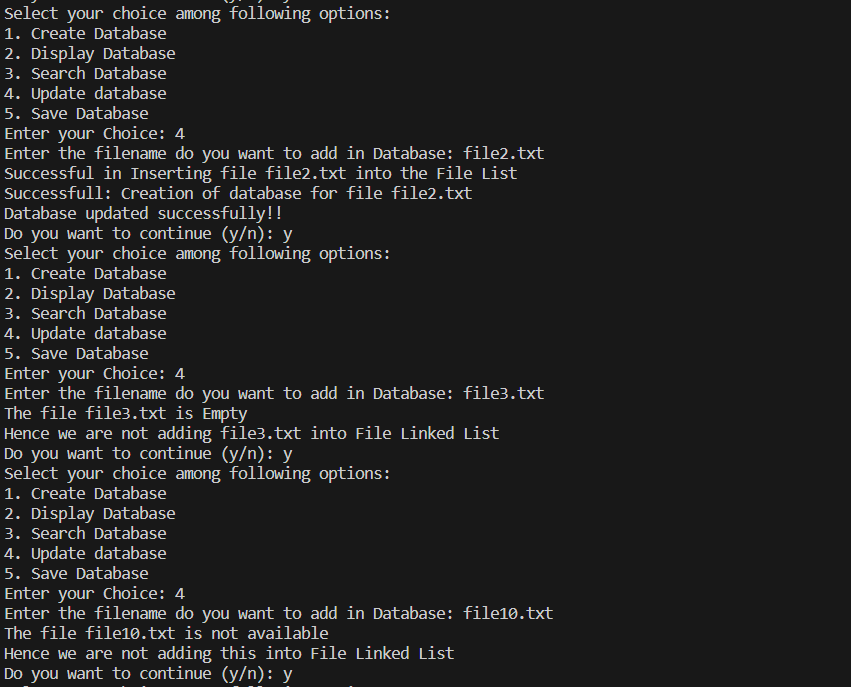 Select your choice among following options:
1. Create Database
2. Display Database
3. Search Database
4. Update database
5. Save Database
Enter your Choice: 4
Enter the filename do you want to add in Database: file2.txt
Successful in Inserting file file2.txt into the File List
Successfull: Creation of database for file file2.txt
Database updated successfully!!
Do you want to continue (y/n): y
Select your choice among following options:
1. Create Database
2. Display Database
3. Search Database
4. Update database
5. Save Database
Enter your Choice: 4
Enter the filename do you want to add in Database: file3.txt
The file file3.txt is Empty
Hence we are not adding file3.txt into File Linked List
Do you want to continue (y/n): y
Select your choice among following options:
1. Create Database
2. Display Database
3. Search Database
4. Update database
5. Save Database
Enter your Choice: 4
Enter the filename do you want to add in Database: file10.txt
The file file10.txt is not available
Hence we are not adding this into File Linked List
Do you want to continue (y/n): y